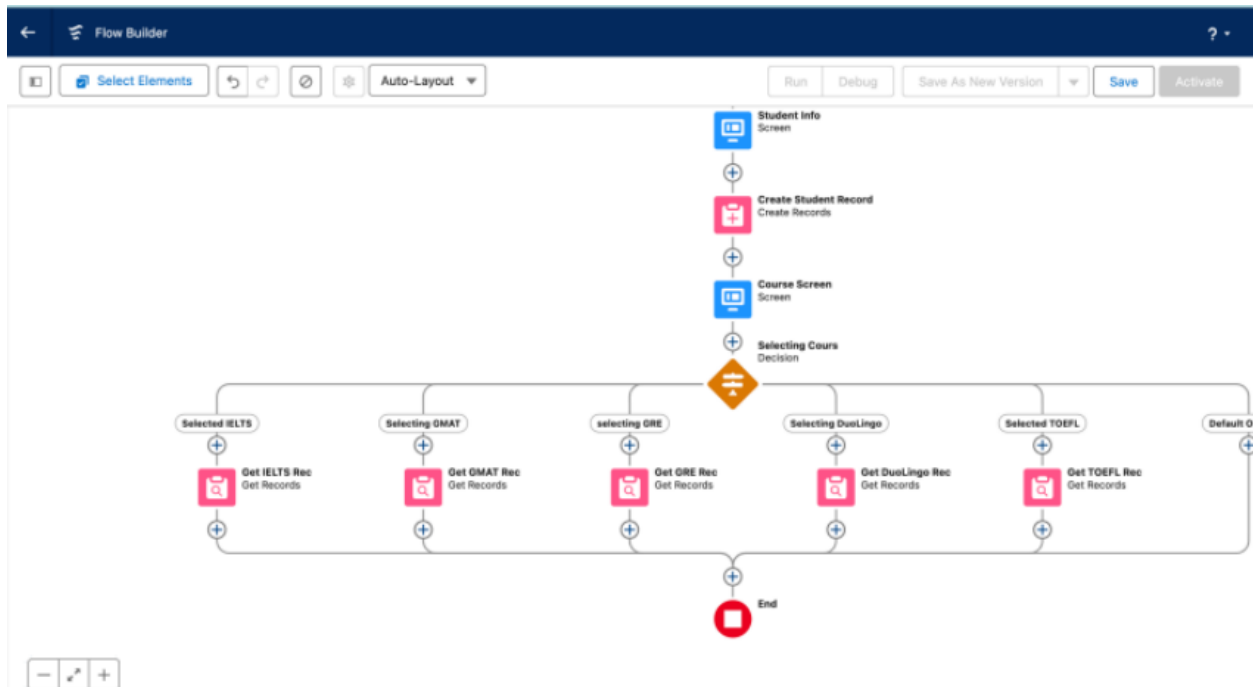 Flow Builder
?
Select Elements
Auto-Layout
Run
Debug
Save As New Version
Save
Activate
Student Info
Screen
Create Student Record
Create Records
Course Screen
Screen
Selecting Cours
Decision
Selected IELTS
Selecting GMAT
selecting GRE
Selecting DuoLingo
Selected TOEFL
Default O
Get IELTS Rec
Get Records
Get GMAT Rec
Get Records
Get GRE Rec
Get Records
Get DuoLingo Rec
Get Records
Get TOEFL Rec
Get Records
End